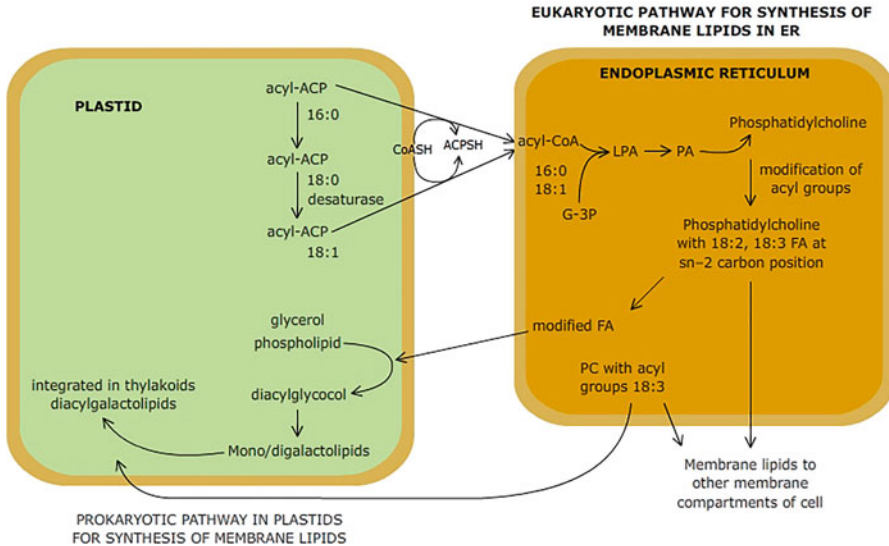 EUKARYOTIC PATHWAY FOR SYNTHESIS OF
MEMBRANE LIPIDS IN ER
PLASTID
acyl-ACP
16:0
acyl-ACP
18:0
desaturase
acyl-ACP
18:1
CoASH
ACPSH
ENDOPLASMIC RETICULUM
acyl-CoA
16:0
18:1
G-3P
LPA
PA
Phosphatidylcholine
modification of
acyl groups
Phosphatidylcholine
with 18:2, 18:3 FA at
sn–2 carbon position
modified FA
PC with acyl
groups 18:3
glycerol
phospholipid
diacylglycocol
Mono/digalactolipids
integrated in thylakoids
diacylgalactolipids
Membrane lipids to
other membrane
compartments of cell
PROKARYOTIC PATHWAY IN PLASTIDS
FOR SYNTHESIS OF MEMBRANE LIPIDS